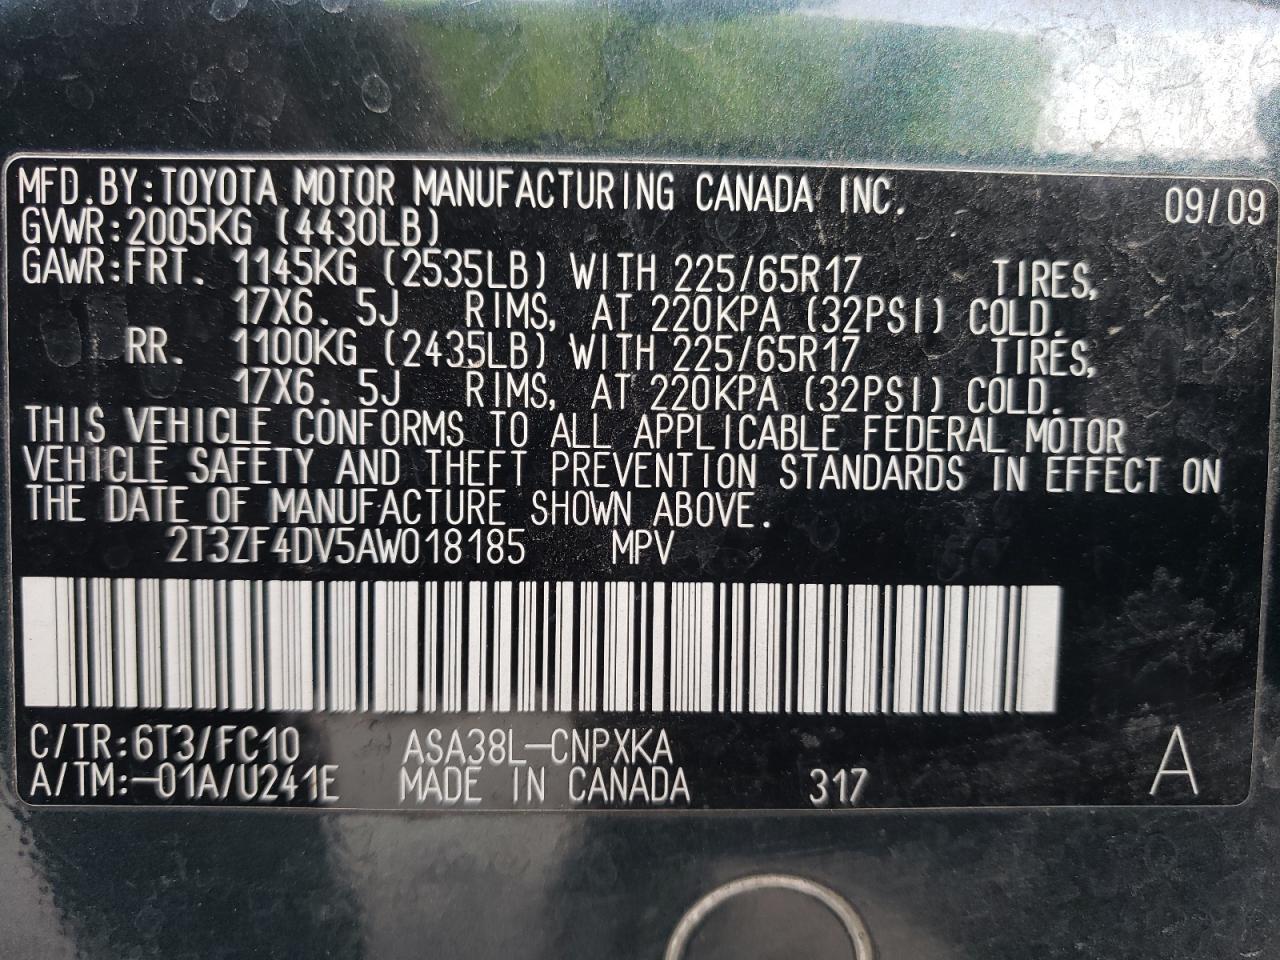 MFD.BY:TOYOTA MOTOR MANUFACTURING CANADA INC. 09/09
GVWR:2005KG (4430LB)
GAWR:FRT. 1145KG (2535LB) WITH 225/65R17 TIRES,
17X6. 5J RIMS, AT 220KPA (32PSI) COLD.
RR. 1100KG (2435LB) WITH 225/65R17 TIRES,
17X6. 5J RIMS, AT 220KPA (32PSI) COLD.
THIS VEHICLE CONFORMS TO ALL APPLICABLE FEDERAL MOTOR
VEHICLE SAFETY AND THEFT PREVENTION STANDARDS IN EFFECT ON
THE DATE OF MANUFACTURE SHOWN ABOVE.
2T3ZF4DV5AW018185 MPV
C/TR:6T3/FC10 ASA38L-CNPXKA A
A/TM:-01A/U241E MADE IN CANADA 317